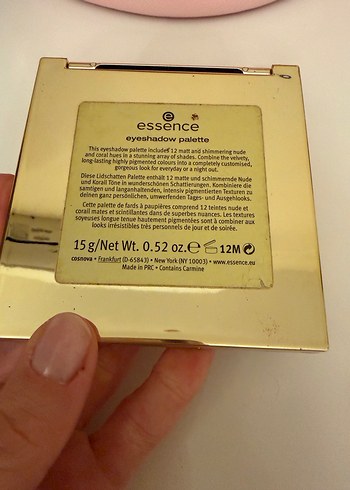 essence
eyeshadow palette
This eyeshadow palette includes 12 matt and shimmering nude
and coral hues in a stunning array of shades. Combine the velvety,
long-lasting highly pigmented colours into a completely customised,
gorgeous look for everyday or a night out.
Diese Lidschatten Palette enthält 12 matte und schimmernde Nude
und Korall Töne in wunderschönen Schattierungen. Kombiniere die
samtigen und langanhaltenden, intensiv pigmentierten Texturen zu
deinen ganz persönlichen, umwerfenden Tages- und Ausgehlooks.
Cette palette de fards à paupières comprend 12 teintes nude et
corail mates et scintillantes dans de superbes nuances. Les textures
soyeuses longue tenue hautement pigmentées sont à combiner aux
looks irrésistibles très personnels de jour et de soirée.
15 g/Net Wt. 0.52 oz. ℮ 12M
cosnova • Frankfurt (D-65843) • New York (NY 10003) • www.essence.eu
Made in PRC • Contains Carmine